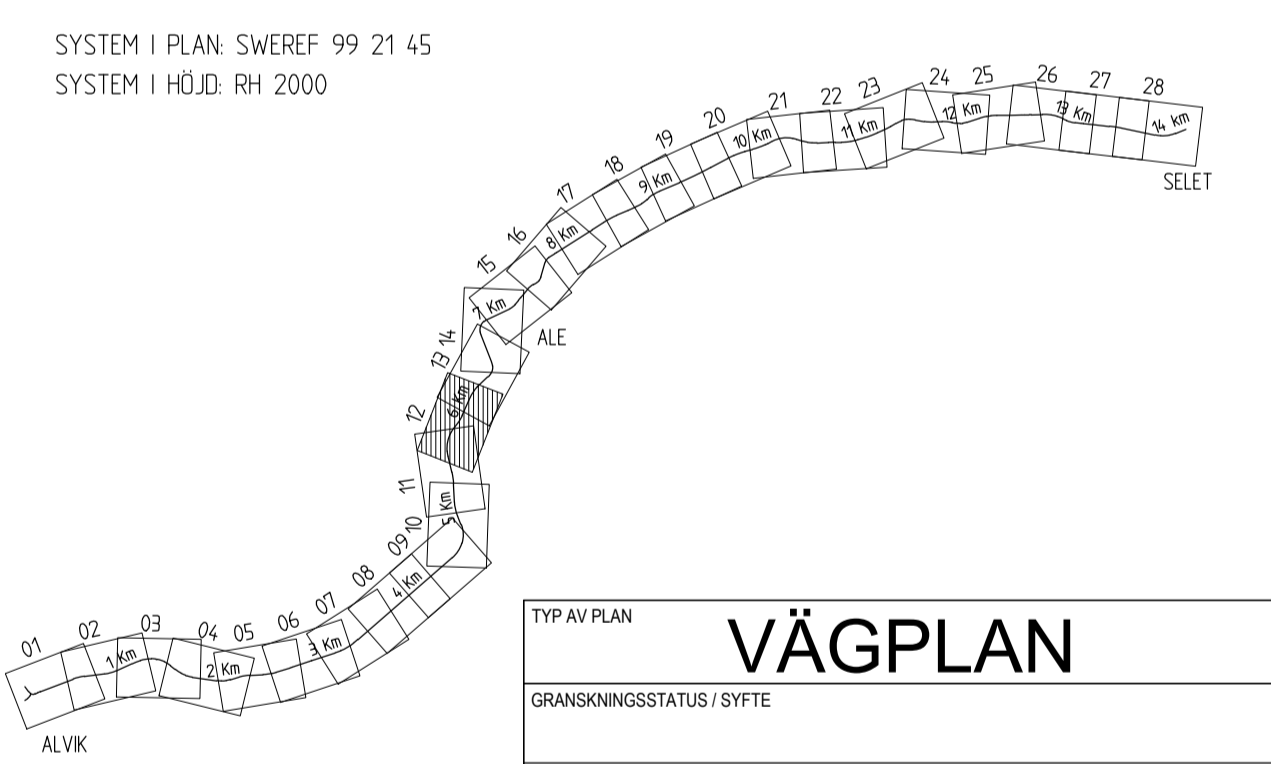 SYSTEM I PLAN: SWEREF 99 21 45
SYSTEM I HÖJD: RH 2000
01
02
03
04
05
06
07
08
09
10
11
12
13
14
15
16
17
18
19
20
21
22
23
24
25
26
27
28
1 Km
2 Km
3 Km
4 Km
5 Km
6 Km
7 Km
8 Km
9 Km
10 Km
11 Km
12 Km
13 Km
14 km
ALVIK
ALE
SELET
TYP AV PLAN
VÄGPLAN
GRANSKNINGSSTATUS / SYFTE